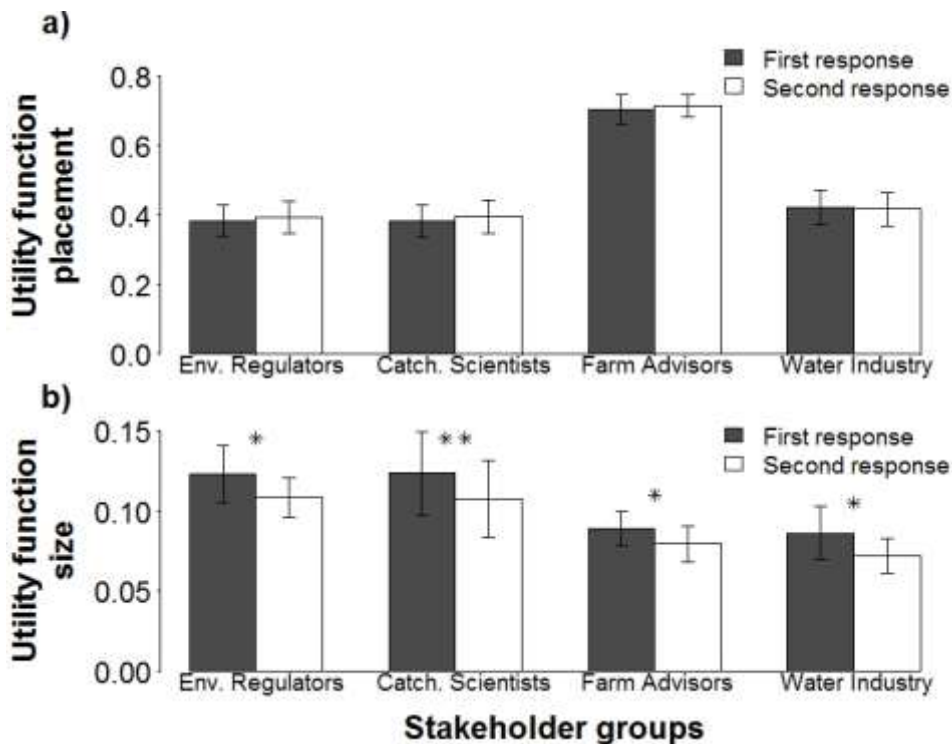 a)
First response
Second response
Utility function
placement
0.8
0.6
0.4
0.2
0.0
Env. Regulators Catch. Scientists Farm Advisors Water Industry
b)
First response
Second response
Utility function
size
0.15
0.10
0.05
0.00
* ** * *
Env. Regulators Catch. Scientists Farm Advisors Water Industry
Stakeholder groups